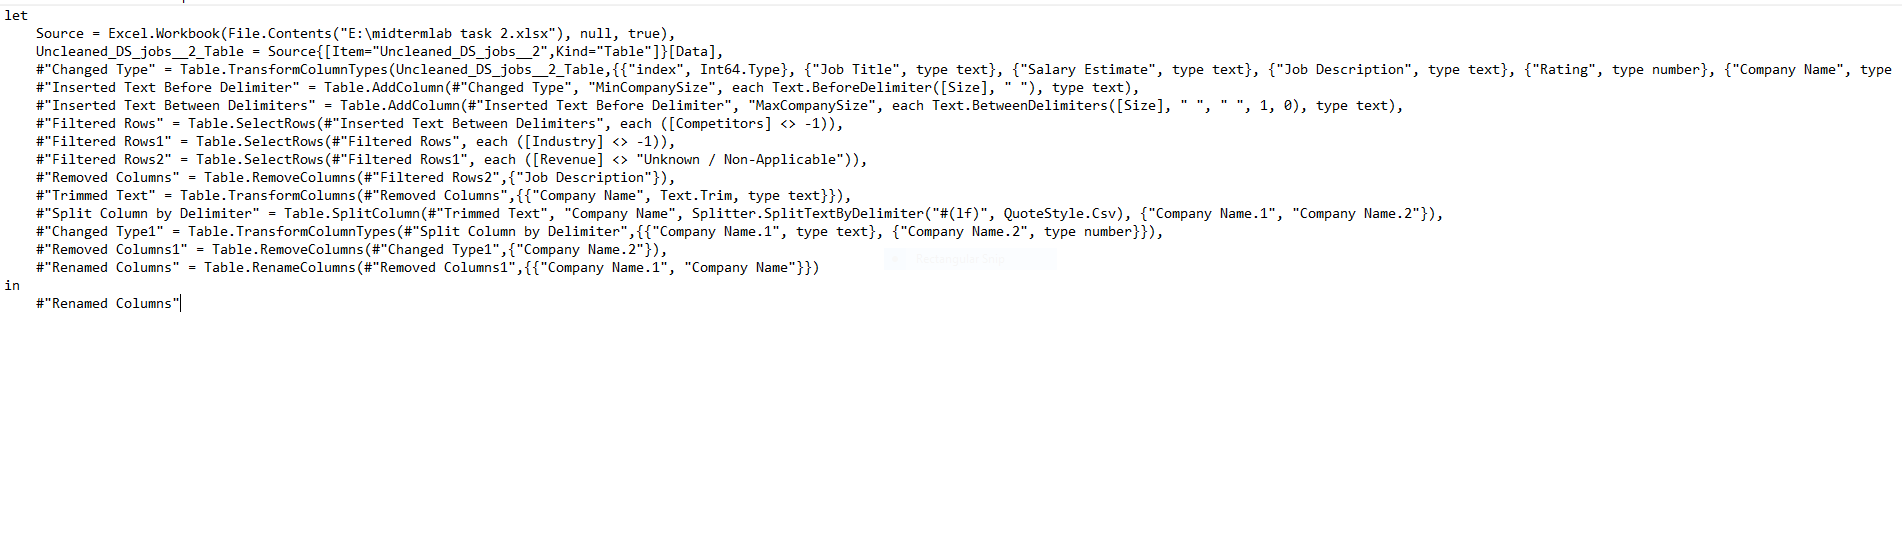 let
    Source = Excel.Workbook(File.Contents("E:\midtermlab task 2.xlsx"), null, true),
    Uncleaned_DS_jobs__2_Table = Source{[Item="Uncleaned_DS_jobs__2",Kind="Table"]}[Data],
    #"Changed Type" = Table.TransformColumnTypes(Uncleaned_DS_jobs__2_Table,{{"index", Int64.Type}, {"Job Title", type text}, {"Salary Estimate", type text}, {"Job Description", type text}, {"Rating", type number}, {"Company Name", type
    #"Inserted Text Before Delimiter" = Table.AddColumn(#"Changed Type", "MinCompanySize", each Text.BeforeDelimiter([Size], " "), type text),
    #"Inserted Text Between Delimiters" = Table.AddColumn(#"Inserted Text Before Delimiter", "MaxCompanySize", each Text.BetweenDelimiters([Size], " ", " ", 1, 0), type text),
    #"Filtered Rows" = Table.SelectRows(#"Inserted Text Between Delimiters", each ([Competitors] <> -1)),
    #"Filtered Rows1" = Table.SelectRows(#"Filtered Rows", each ([Industry] <> -1)),
    #"Filtered Rows2" = Table.SelectRows(#"Filtered Rows1", each ([Revenue] <> "Unknown / Non-Applicable")),
    #"Removed Columns" = Table.RemoveColumns(#"Filtered Rows2",{"Job Description"}),
    #"Trimmed Text" = Table.TransformColumns(#"Removed Columns",{{"Company Name", Text.Trim, type text}}),
    #"Split Column by Delimiter" = Table.SplitColumn(#"Trimmed Text", "Company Name", Splitter.SplitTextByDelimiter("#(lf)", QuoteStyle.Csv), {"Company Name.1", "Company Name.2"}),
    #"Changed Type1" = Table.TransformColumnTypes(#"Split Column by Delimiter",{{"Company Name.1", type text}, {"Company Name.2", type number}}),
    #"Removed Columns1" = Table.RemoveColumns(#"Changed Type1",{"Company Name.2"}),
    #"Renamed Columns" = Table.RenameColumns(#"Removed Columns1",{{"Company Name.1", "Company Name"}})
in
    #"Renamed Columns"